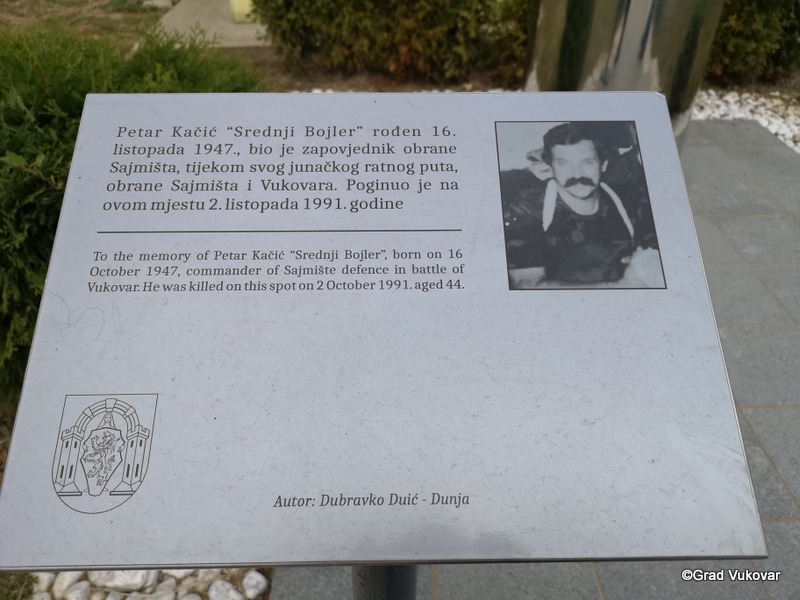 Petar Kačić “Srednji Bojler” rođen 16.
listopada 1947., bio je zapovjednik obrane
Sajmišta, tijekom svog junačkog ratnog puta,
obrane Sajmišta i Vukovara. Poginuo je na
ovom mjestu 2. listopada 1991. godine
To the memory of Petar Kačić “Srednji Bojler”, born on 16
October 1947, commander of Sajmište defence in battle of
Vukovar. He was killed on this spot on 2 October 1991. aged 44.
Autor: Dubravko Duić - Dunja
©Grad Vukovar